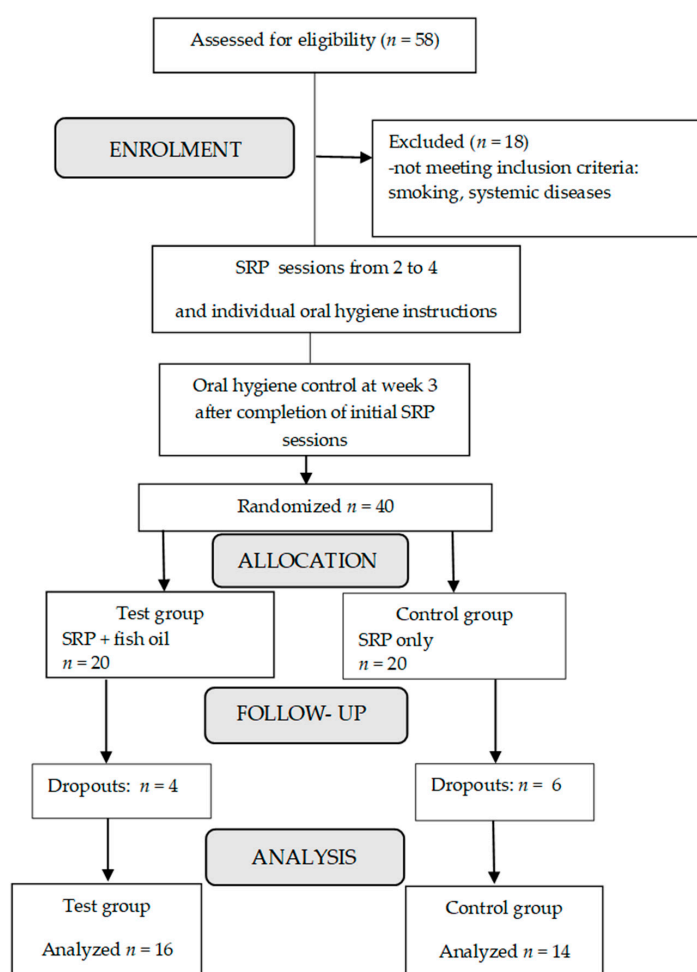 Assessed for eligibility (n = 58)
ENROLMENT
Excluded (n = 18)
-not meeting inclusion criteria:
smoking, systemic diseases
SRP sessions from 2 to 4
and individual oral hygiene instructions
Oral hygiene control at week 3
after completion of initial SRP
sessions
Randomized n = 40
ALLOCATION
Test group
SRP + fish oil
n = 20
Control group
SRP only
n = 20
FOLLOW- UP
Dropouts: n = 4
Dropouts: n = 6
ANALYSIS
Test group
Analyzed n = 16
Control group
Analyzed n = 14